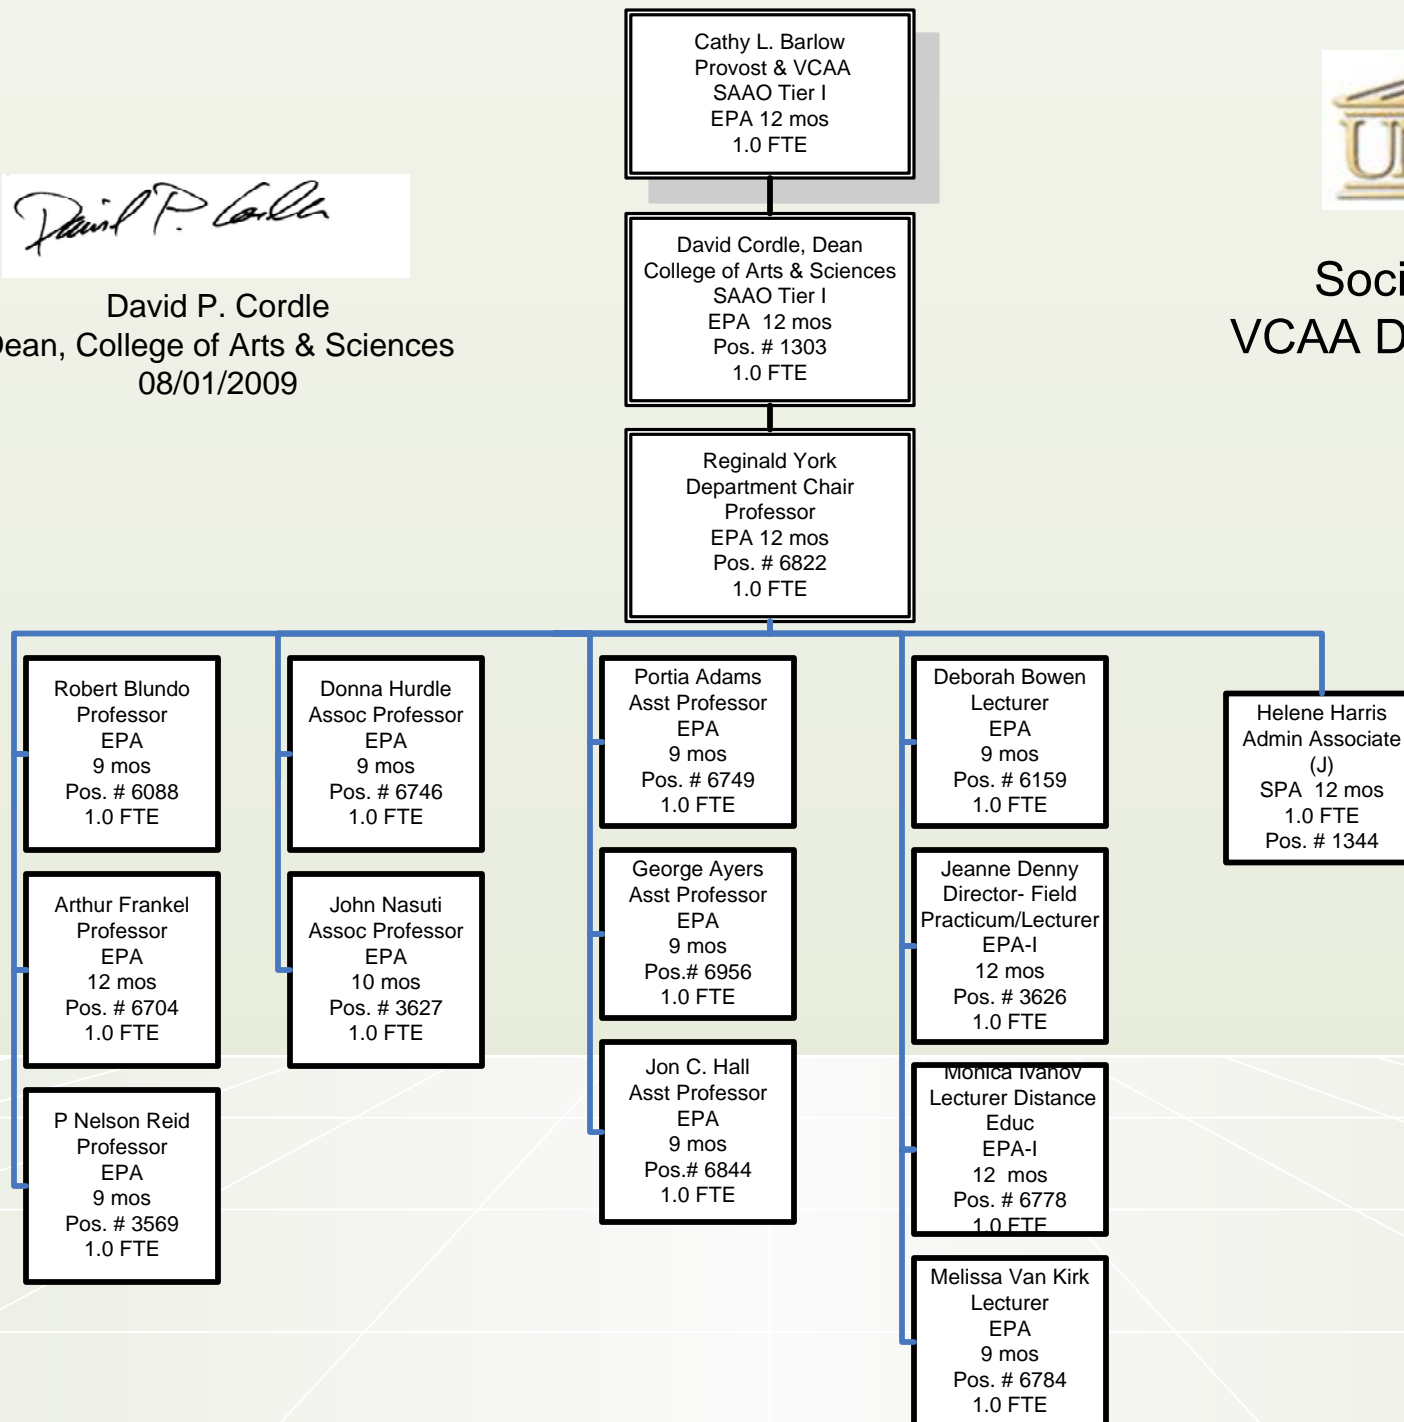 Cathy L. Barlow
Provost & VCAA
SAAO Tier I
EPA 12 mos
1.0 FTE
David P. Cordle
Dean, College of Arts & Sciences
08/01/2009
David Cordle, Dean
College of Arts & Sciences
SAAO Tier I
EPA 12 mos
Pos. # 1303
1.0 FTE
Soci
VCAA D
Reginald York
Department Chair
Professor
EPA 12 mos
Pos. # 6822
1.0 FTE
Robert Blundo
Professor
EPA
9 mos
Pos. # 6088
1.0 FTE
Arthur Frankel
Professor
EPA
12 mos
Pos. # 6704
1.0 FTE
P Nelson Reid
Professor
EPA
9 mos
Pos. # 3569
1.0 FTE
Donna Hurdle
Assoc Professor
EPA
9 mos
Pos. # 6746
1.0 FTE
John Nasuti
Assoc Professor
EPA
10 mos
Pos. # 3627
1.0 FTE
Portia Adams
Asst Professor
EPA
9 mos
Pos. # 6749
1.0 FTE
George Ayers
Asst Professor
EPA
9 mos
Pos.# 6956
1.0 FTE
Jon C. Hall
Asst Professor
EPA
9 mos
Pos.# 6844
1.0 FTE
Deborah Bowen
Lecturer
EPA
9 mos
Pos. # 6159
1.0 FTE
Jeanne Denny
Director- Field
Practicum/Lecturer
EPA-I
12 mos
Pos. # 3626
1.0 FTE
Monica Ivanov
Lecturer Distance
Educ
EPA-I
12 mos
Pos. # 6778
1.0 FTE
Melissa Van Kirk
Lecturer
EPA
9 mos
Pos. # 6784
1.0 FTE
Helene Harris
Admin Associate
(J)
SPA 12 mos
1.0 FTE
Pos. # 1344